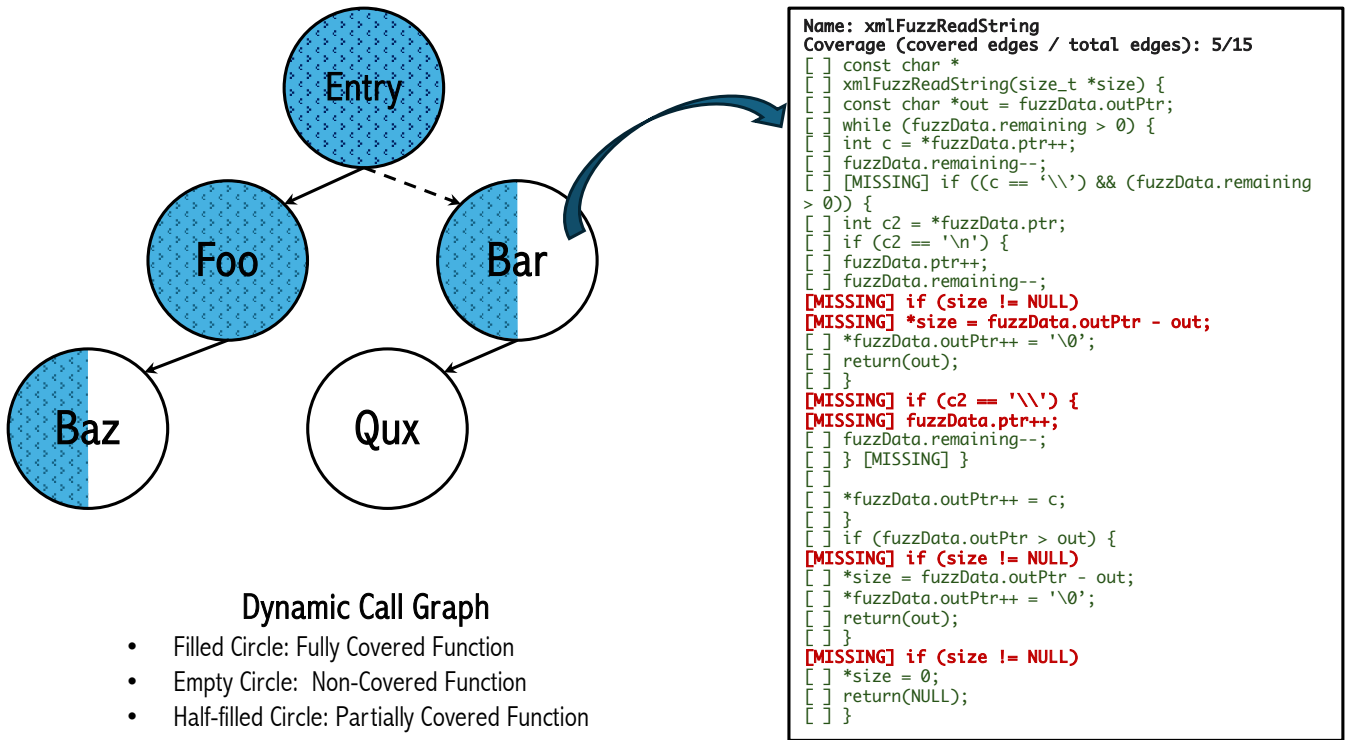 Entry
Foo
Bar
Baz
Qux
Dynamic Call Graph
• Filled Circle: Fully Covered Function
• Empty Circle: Non-Covered Function
• Half-filled Circle: Partially Covered Function
Name: xmlFuzzReadString
Coverage (covered edges / total edges): 5/15
[ ] const char *
[ ] xmlFuzzReadString(size_t *size) {
[ ] const char *out = fuzzData.outPtr;
[ ] while (fuzzData.remaining > 0) {
[ ] int c = *fuzzData.ptr++;
[ ] fuzzData.remaining--;
[ ] [MISSING] if ((c == ‘\\’) && (fuzzData.remaining
> 0)) {
[ ] int c2 = *fuzzData.ptr;
[ ] if (c2 == '\n') {
[ ] fuzzData.ptr++;
[ ] fuzzData.remaining--;
[MISSING] if (size != NULL)
[MISSING] *size = fuzzData.outPtr - out;
[ ] *fuzzData.outPtr++ = '\0’;
[ ] return(out);
[ ] }
[MISSING] if (c2 == '\\') {
[MISSING] fuzzData.ptr++;
[ ] fuzzData.remaining--;
[ ] } [MISSING] }
[ ]
[ ] *fuzzData.outPtr++ = c;
[ ] }
[ ] if (fuzzData.outPtr > out) {
[MISSING] if (size != NULL)
[ ] *size = fuzzData.outPtr - out;
[ ] *fuzzData.outPtr++ = '\0’;
[ ] return(out);
[ ] }
[MISSING] if (size != NULL)
[ ] *size = 0;
[ ] return(NULL);
[ ] }